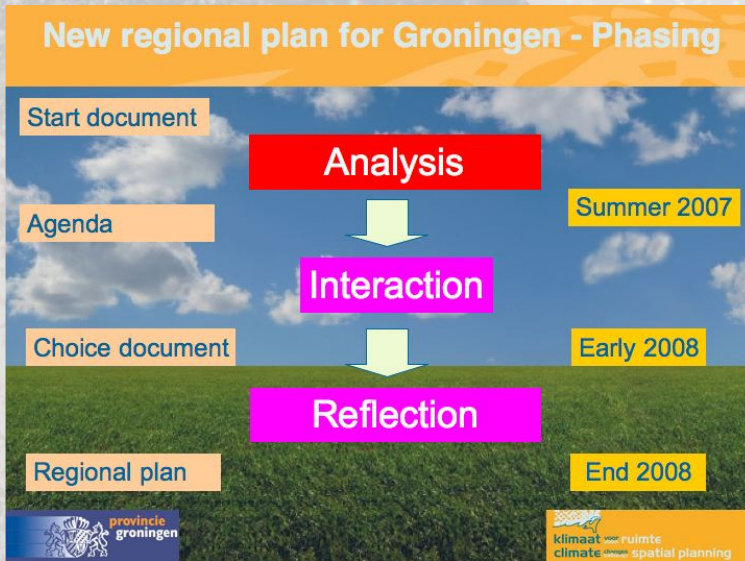 New regional plan for Groningen - Phasing
Start document
Analysis
Summer 2007
Agenda
Interaction
Choice document
Early 2008
Reflection
Regional plan
End 2008
provincie
groningen
klimaat voor ruimte
climate changes spatial planning